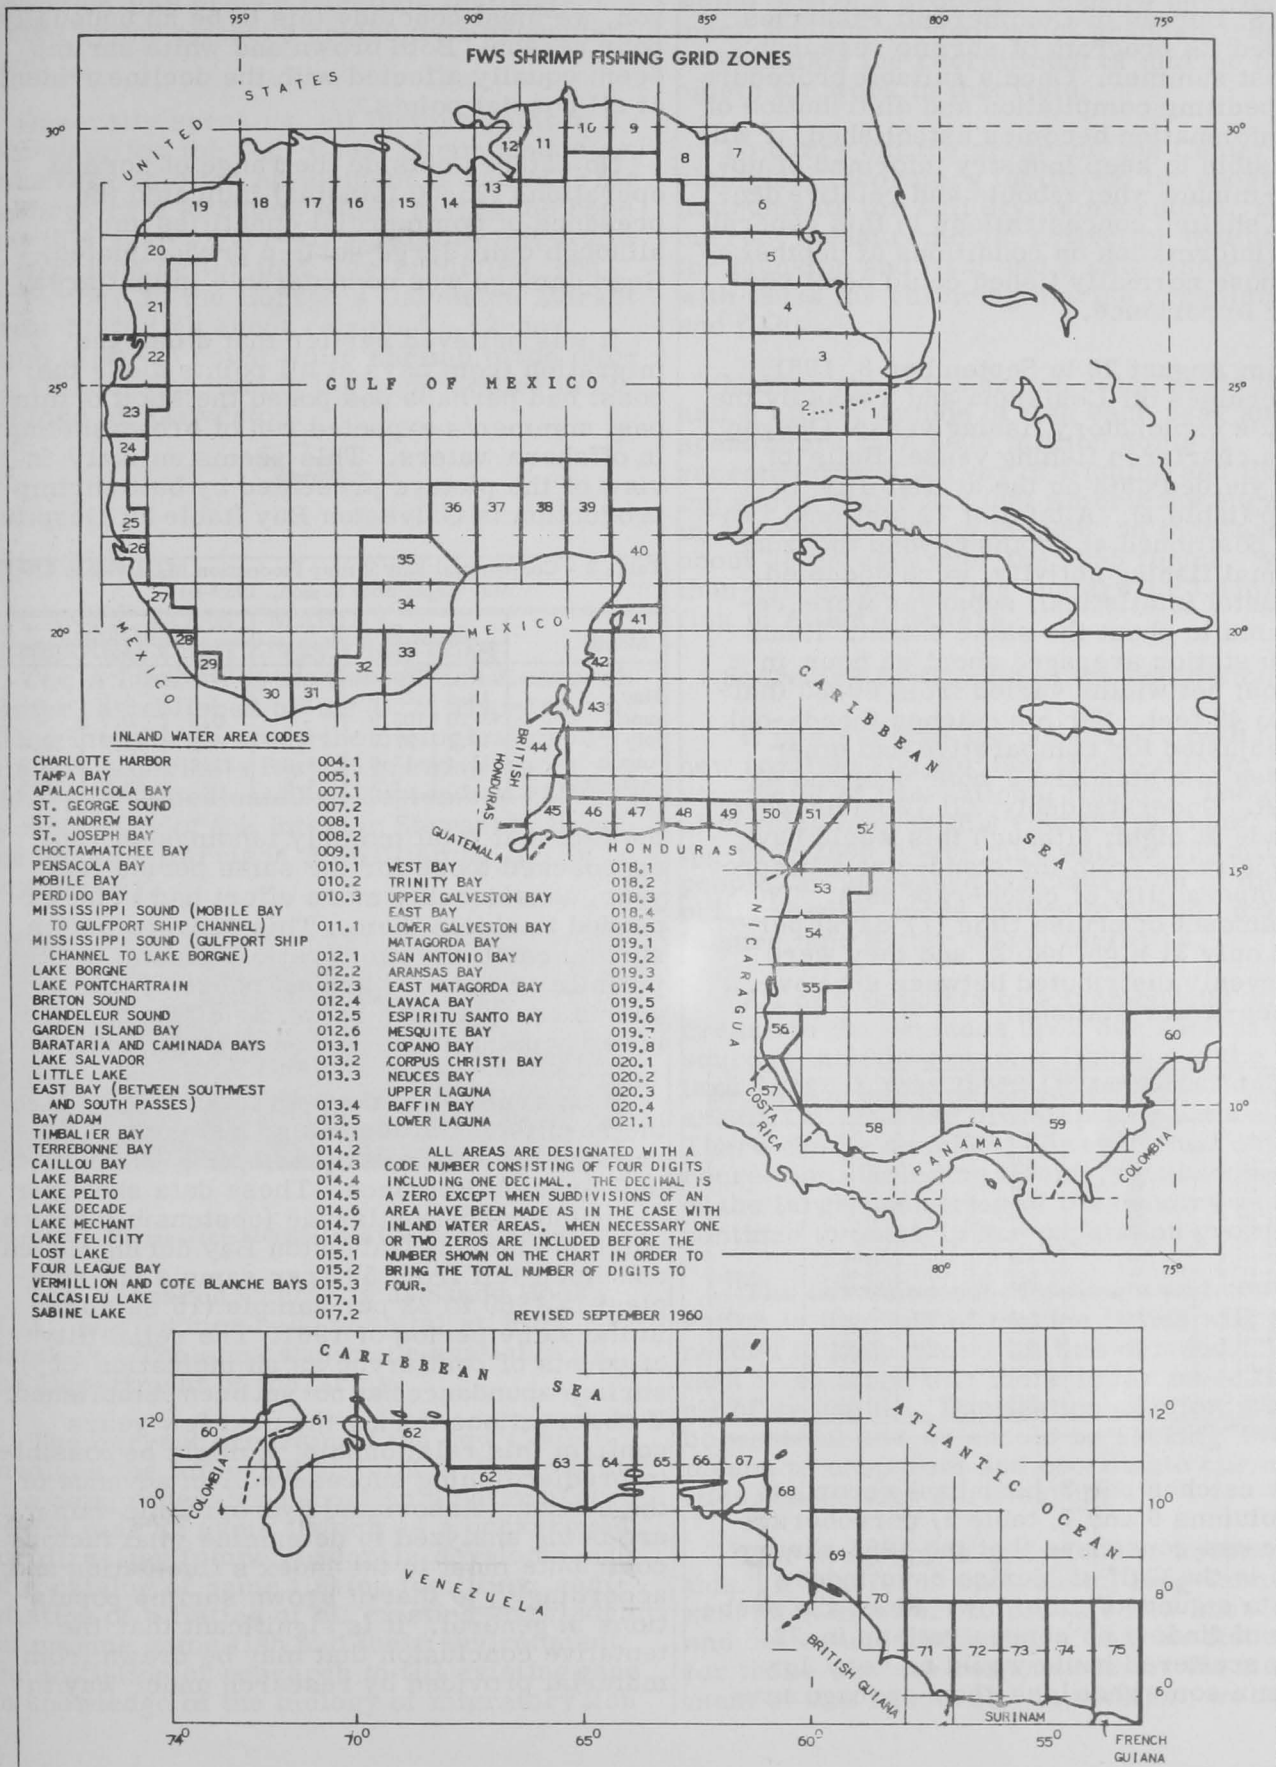 95° 90° 85° 80° 75°
FWS SHRIMP FISHING GRID ZONES
UNITED STATES
30° 30°
12 11 10 9 8 7
19 18 17 16 15 14 13 6
20 5
21 4
22 3
25° GULF OF MEXICO 25°
23 2 1
24
25 36 37 38 39
26 35 40
27 34
20° MEXICO 28 MEXICO 41 20°
29 32 33 42
30 31 43
CARIBBEAN SEA
INLAND WATER AREA CODES
CHARLOTTE HARBOR 004.1
TAMPA BAY 005.1
APALACHICOLA BAY 007.1
ST. GEORGE SOUND 007.2
ST. ANDREW BAY 008.1
ST. JOSEPH BAY 008.2
CHOCTAWHATCHEE BAY 009.1
PENSACOLA BAY 010.1
MOBILE BAY 010.2
PERDIDO BAY 010.3
MISSISSIPPI SOUND (MOBILE BAY
TO GULFPORT SHIP CHANNEL) 011.1
MISSISSIPPI SOUND (GULFPORT SHIP
CHANNEL TO LAKE BORGNE) 012.1
LAKE BORGNE 012.2
LAKE PONTCHARTRAIN 012.3
BRETON SOUND 012.4
CHANDELEUR SOUND 012.5
GARDEN ISLAND BAY 012.6
BARATARIA AND CAMINADA BAYS 013.1
LAKE SALVADOR 013.2
LITTLE LAKE 013.3
EAST BAY (BETWEEN SOUTHWEST
AND SOUTH PASSES) 013.4
BAY ADAM 013.5
TIMBALIER BAY 014.1
TERREBONNE BAY 014.2
CAILLOU BAY 014.3
LAKE BARRE 014.4
LAKE PELTO 014.5
LAKE DECADE 014.6
LAKE MECHANT 014.7
LAKE FELICITY 014.8
LOST LAKE 015.1
FOUR LEAGUE BAY 015.2
VERMILLION AND COTE BLANCHE BAYS 015.3
CALCASIEU LAKE 017.1
SABINE LAKE 017.2
WEST BAY 018.1
TRINITY BAY 018.2
UPPER GALVESTON BAY 018.3
EAST BAY 018.4
LOWER GALVESTON BAY 018.5
MATAGORDA BAY 019.1
SAN ANTONIO BAY 019.2
ARANSAS BAY 019.3
EAST MATAGORDA BAY 019.4
LAVACA BAY 019.5
ESPIRITU SANTO BAY 019.6
MESQUITE BAY 019.7
COPANO BAY 019.8
CORPUS CHRISTI BAY 020.1
NEUCES BAY 020.2
UPPER LAGUNA 020.3
BAFFIN BAY 020.4
LOWER LAGUNA 021.1
ALL AREAS ARE DESIGNATED WITH A
CODE NUMBER CONSISTING OF FOUR DIGITS
INCLUDING ONE DECIMAL. THE DECIMAL IS
A ZERO EXCEPT WHEN SUBDIVISIONS OF AN
AREA HAVE BEEN MADE AS IN THE CASE WITH
INLAND WATER AREAS. WHEN NECESSARY ONE
OR TWO ZEROS ARE INCLUDED BEFORE THE
NUMBER SHOWN ON THE CHART IN ORDER TO
BRING THE TOTAL NUMBER OF DIGITS TO
FOUR.
REVISED SEPTEMBER 1960
44 BRITISH HONDURAS
45 46 47 48 49 50 51 52
GUATEMALA HONDURAS
15°
53
54
NICARAGUA
55
56 60
57
COSTA RICA 10°
58 59
PANAMA COLOMBIA
80° 75°
CARIBBEAN SEA
ATLANTIC OCEAN
12° 60 61 62 12°
62 63 64 65 66 67
COLOMBIA
10° 68 10°
69
VENEZUELA
70 8°
71 72 73 74 75
BRITISH GUIANA 6°
SURINAM
74° 70° 65° 60° 55°
FRENCH
GUIANA